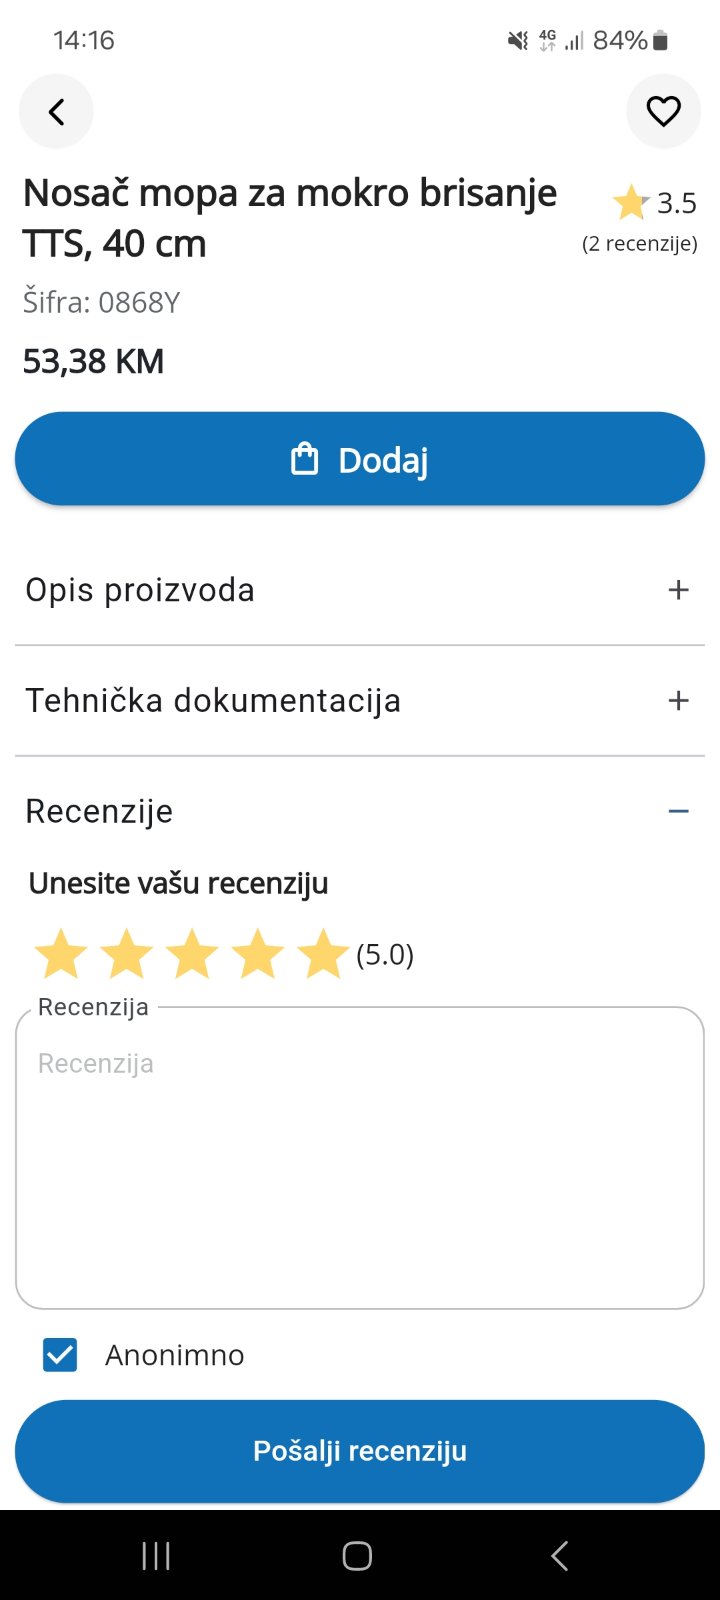 14:16
4G 84%
Nosač mopa za mokro brisanje
TTS, 40 cm
3.5
(2 recenzije)
Šifra: 0868Y
53,38 KM
Dodaj
Opis proizvoda
Tehnička dokumentacija
Recenzije
Unesite vašu recenziju
(5.0)
Recenzija
Recenzija
Anonimno
Pošalji recenziju